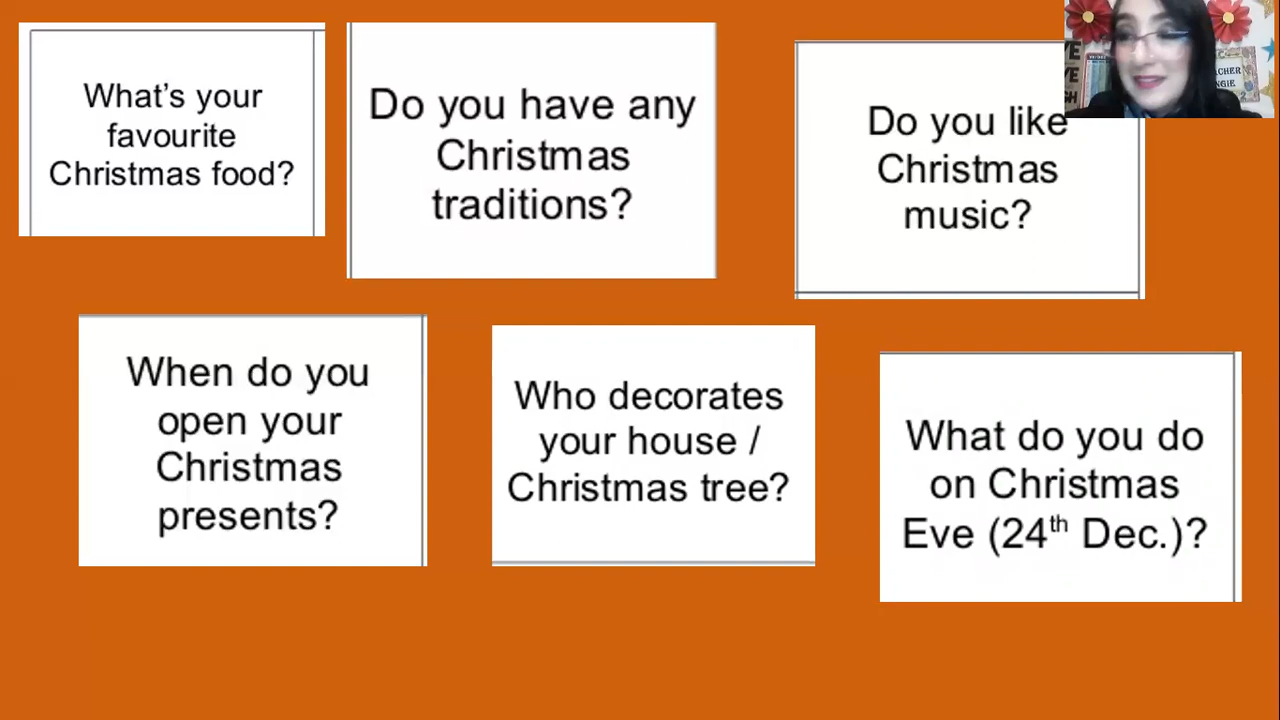 What's your
favourite
Christmas food?
Do you have any
Christmas
traditions?
Do you like
Christmas
music?
When do you
open your
Christmas
presents?
Who decorates
your house /
Christmas tree?
What do you do
on Christmas
Eve (24th Dec.)?